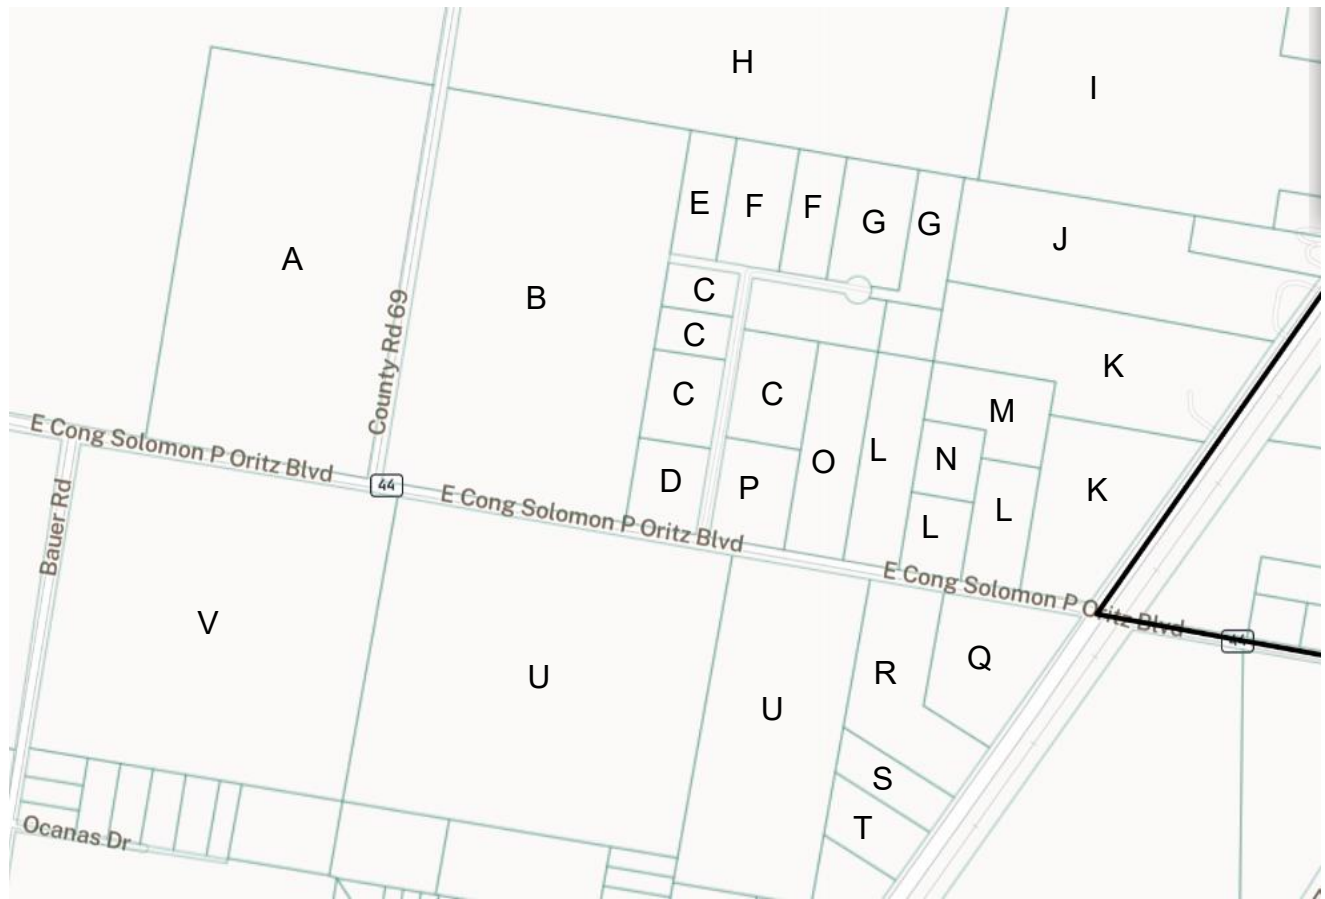 H
I
E
F
F
G
G
J
A
B
C
C
C
C
K
M
O
L
N
D
P
L
L
K
County Rd 69
E Cong Solomon P Oritz Blvd
44
E Cong Solomon P Oritz Blvd
E Cong Solomon P Oritz Blvd
44
Bauer Rd
V
U
U
R
Q
S
T
Ocanas Dr